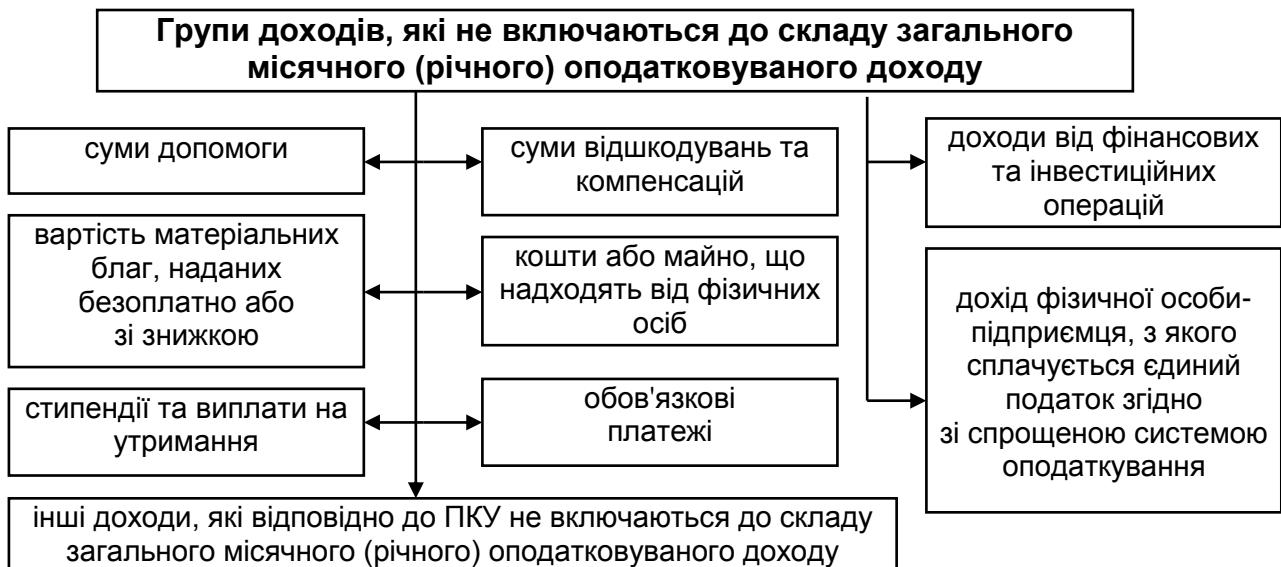 Групи доходів, які не включаються до складу загального
місячного (річного) оподатковуваного доходу
суми допомоги
суми відшкодувань та
компенсацій
доходи від фінансових
та інвестиційних
операцій
вартість матеріальних
благ, наданих
безоплатно або
зі знижкою
кошти або майно, що
надходять від фізичних
осіб
дохід фізичної особи-
підприємця, з якого
сплачується єдиний
податок згідно
зі спрощеною системою
оподаткування
стипендії та виплати на
утримання
обов'язкові
платежі
інші доходи, які відповідно до ПКУ не включаються до складу
загального місячного (річного) оподатковуваного доходу